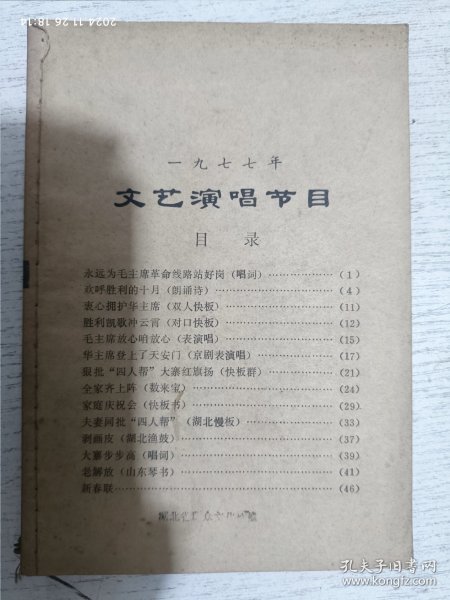 2024.11.26 18:14
一九七七年
文艺演唱节目
目 录
永远为毛主席革命线路站好岗（唱词）………………（1）
欢呼胜利的十月（朗诵诗）………………（4）
衷心拥护华主席（双人快板）………………（11）
胜利凯歌冲云霄（对口快板）………………（12）
毛主席放心咱放心（表演唱）………………（15）
华主席登上了天安门（京剧表演唱）………………（17）
狠批“四人帮”大寨红旗扬（快板群）………………（21）
全家齐上阵（数来宝）………………（24）
家庭庆祝会（快板书）………………（29）
夫妻同批“四人帮”（湖北慢板）………………（33）
剥画皮（湖北渔鼓）………………（37）
大寨步步高（唱词）………………（39）
老解放（山东琴书）………………（41）
新春联………………（46）
湖北
孔夫子旧书网
www.kongfz.com